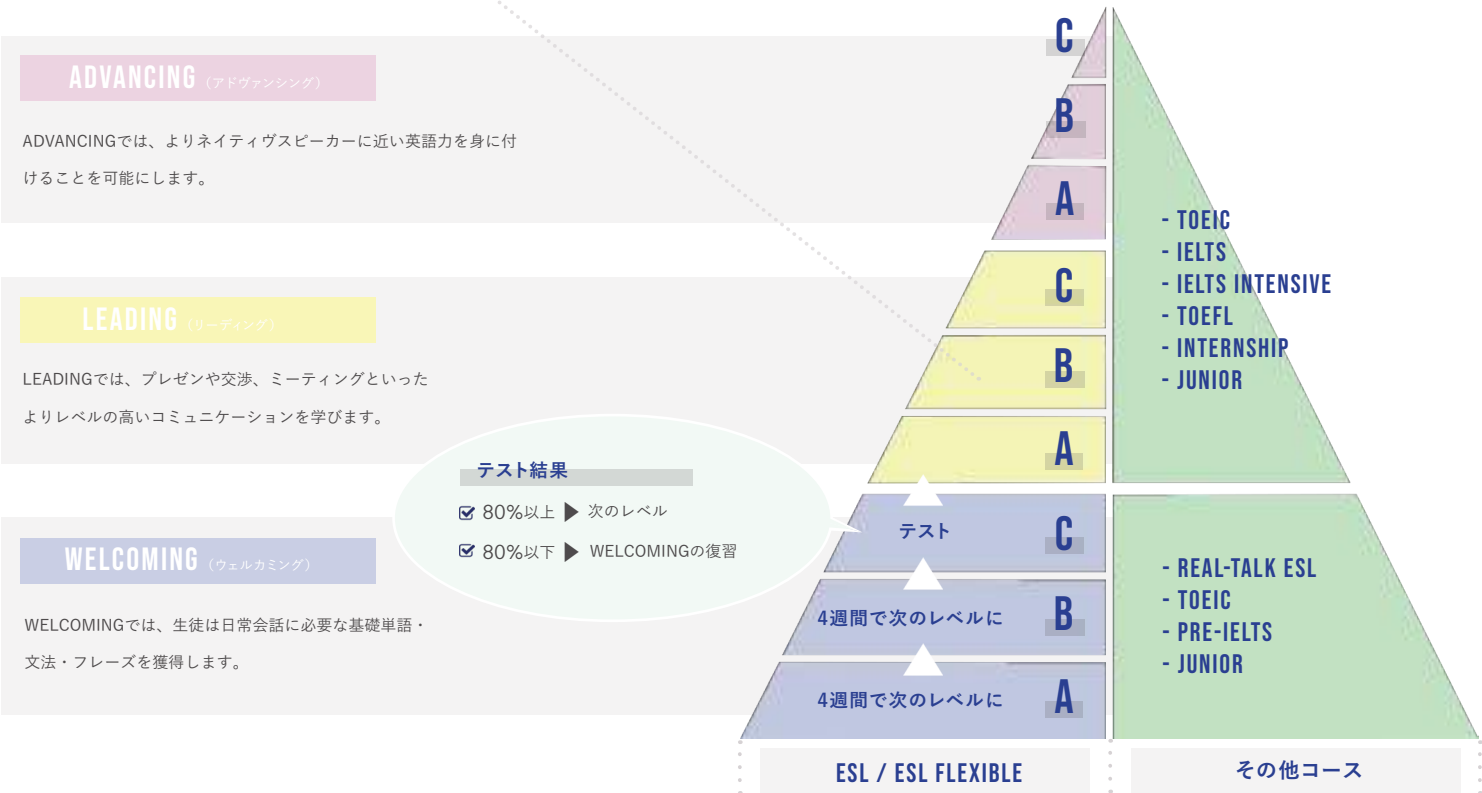 ADVANCING (アドヴァンシング)
ADVANCINGでは、よりネイティヴスピーカーに近い英語力を身に付
けることを可能にします。
LEADING (リーディング)
LEADINGでは、プレゼンや交渉、ミーティングといった
よりレベルの高いコミュニケーションを学びます。
WELCOMING (ウェルカミング)
WELCOMINGでは、生徒は日常会話に必要な基礎単語・
文法・フレーズを獲得します。
テスト結果
80%以上 ▶ 次のレベル
80%以下 ▶ WELCOMINGの復習
C
B
A
C
B
A
テスト C
4週間で次のレベルに B
4週間で次のレベルに A
ESL / ESL FLEXIBLE
- TOEIC
- IELTS
- IELTS INTENSIVE
- TOEFL
- INTERNSHIP
- JUNIOR
- REAL-TALK ESL
- TOEIC
- PRE-IELTS
- JUNIOR
その他コース